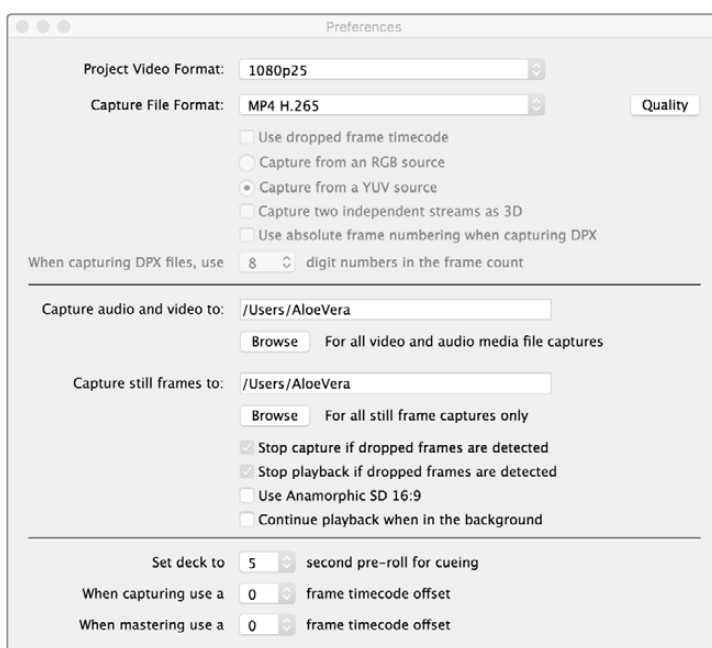 Preferences
Project Video Format: 1080p25
Capture File Format: MP4 H.265 Quality
Use dropped frame timecode
Capture from an RGB source
Capture from a YUV source
Capture two independent streams as 3D
Use absolute frame numbering when capturing DPX
When capturing DPX files, use 8 digit numbers in the frame count
Capture audio and video to: /Users/AloeVera
Browse For all video and audio media file captures
Capture still frames to: /Users/AloeVera
Browse For all still frame captures only
Stop capture if dropped frames are detected
Stop playback if dropped frames are detected
Use Anamorphic SD 16:9
Continue playback when in the background
Set deck to 5 second pre-roll for cueing
When capturing use a 0 frame timecode offset
When mastering use a 0 frame timecode offset